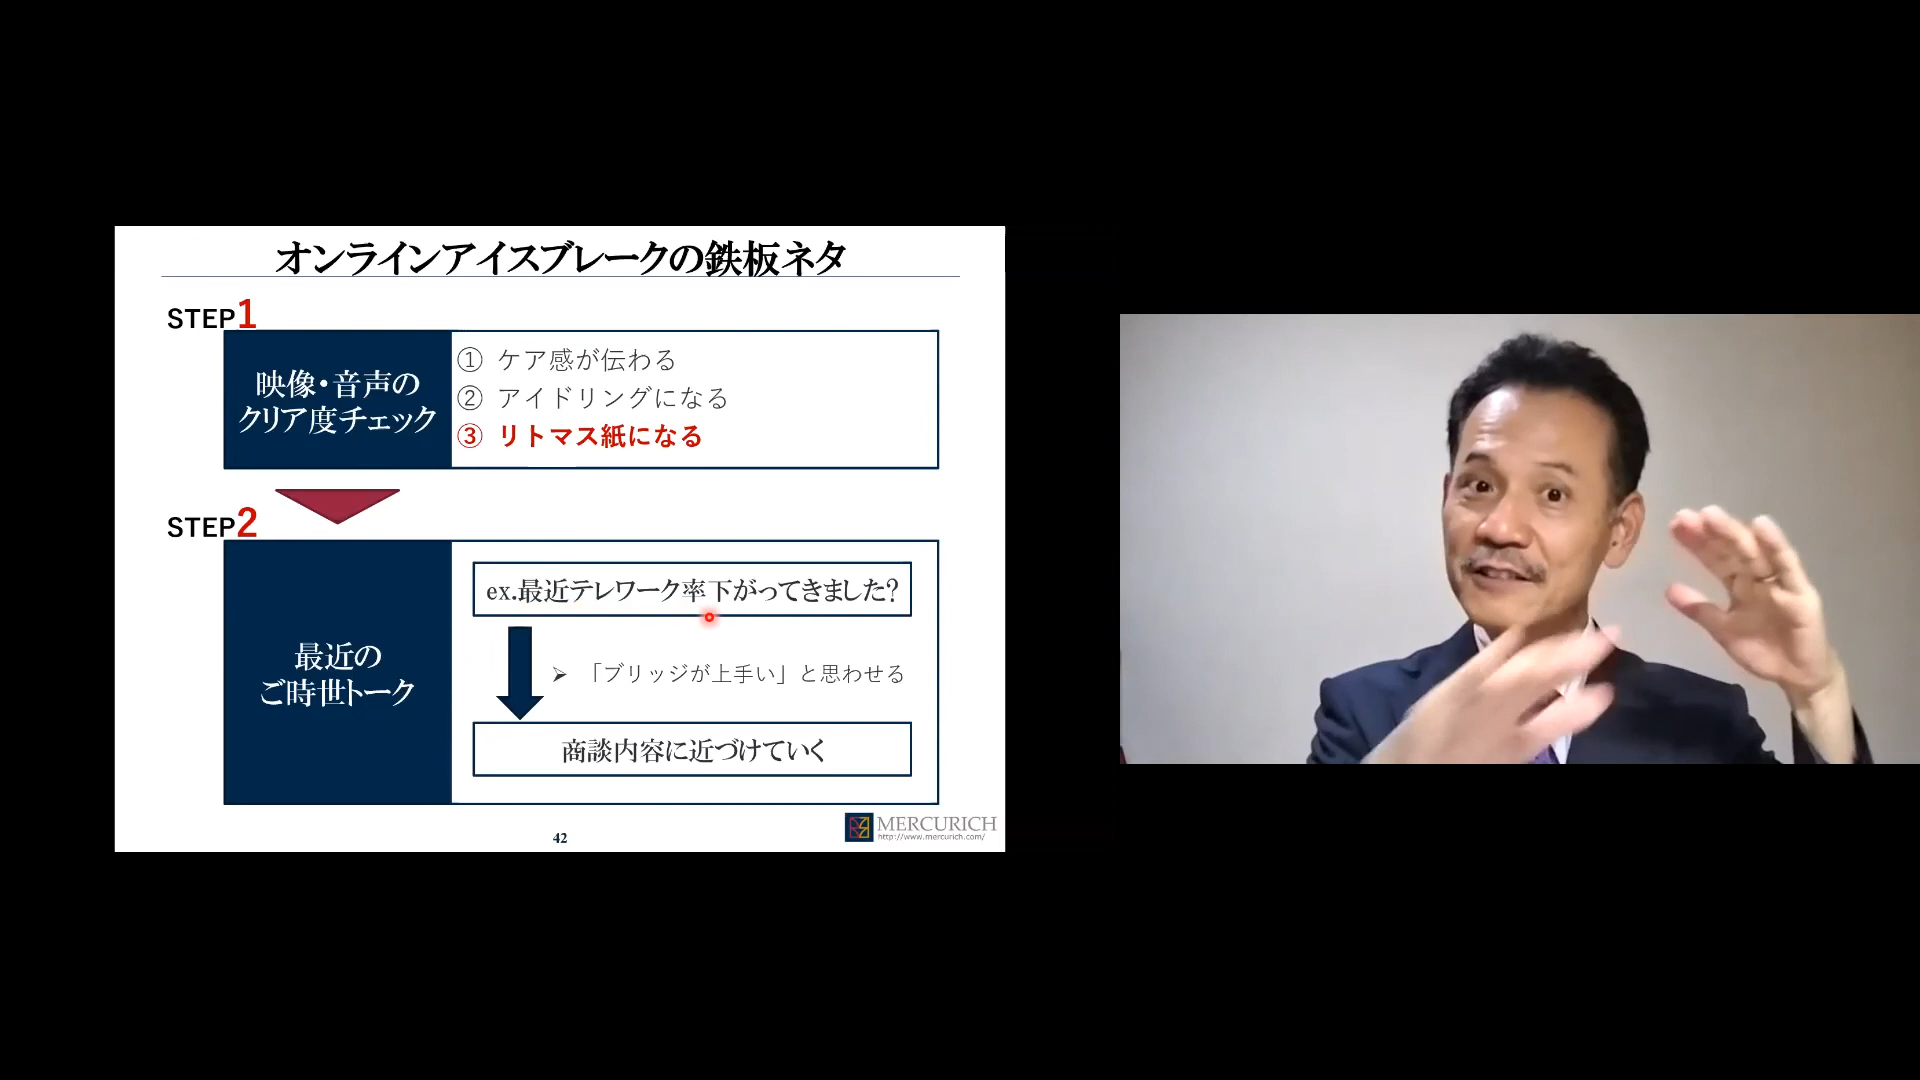 オンラインアイスブレークの鉄板ネタ
STEP1
映像・音声の
クリア度チェック
① ケア感が伝わる
② アイドリングになる
③ リトマス紙になる
STEP2
最近の
ご時世トーク
ex.最近テレワーク率下がってきました?
➢ 「ブリッジが上手い」と思わせる
商談内容に近づけていく
42
MERCURICH
http://www.mercurich.com/